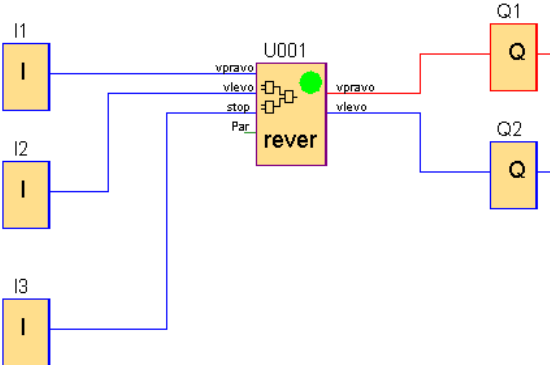 I1
I
I2
I
I3
I
U001
vpravo
vlevo
stop
Par
rever
vpravo
vlevo
Q1
Q
Q2
Q